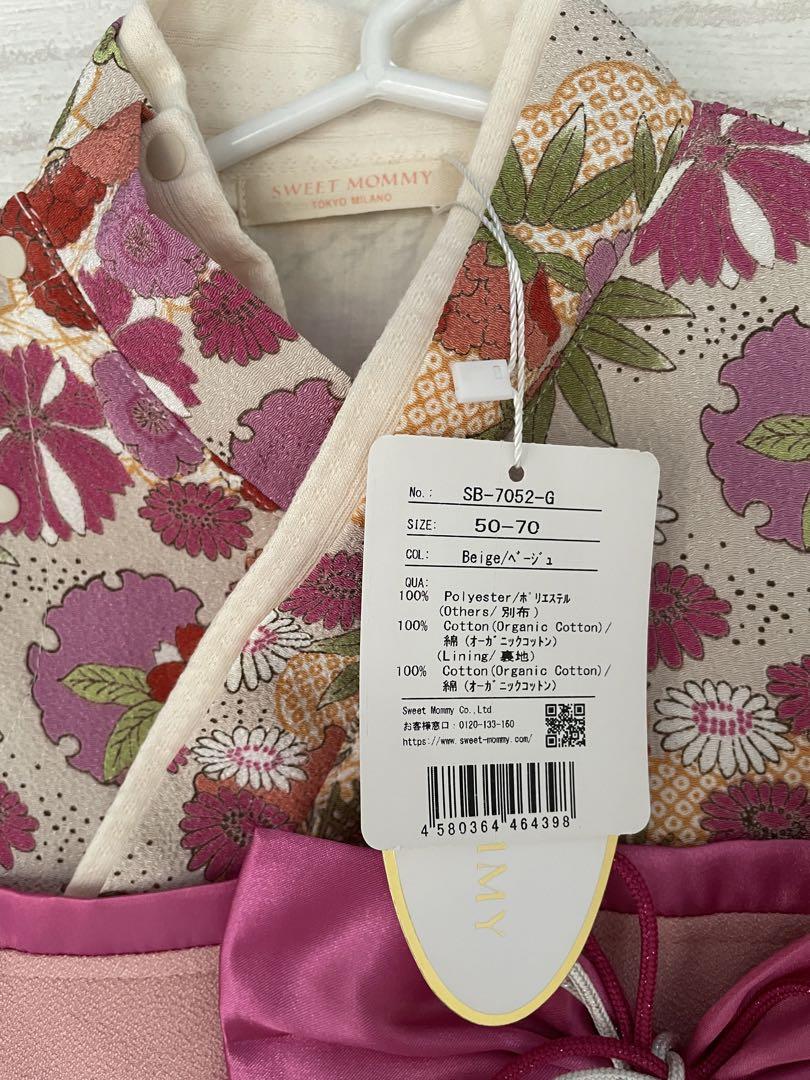 SWEET MOMMY
TOKYO MILANO
No.: SB-7052-G
SIZE: 50-70
COL: Beige/ﾍﾞｰｼﾞｭ
QUA:
100% Polyester/ﾎﾟﾘｴｽﾃﾙ
(Others/別布)
100% Cotton(Organic Cotton)/
綿(ｵｰｶﾞﾆｯｸｺｯﾄﾝ)
(Lining/裏地)
100% Cotton(Organic Cotton)/
綿(ｵｰｶﾞﾆｯｸｺｯﾄﾝ)
Sweet Mommy Co.,Ltd
お客様窓口:0120-133-160
https://www.sweet-mommy.com/
4 580364 464398
MMY